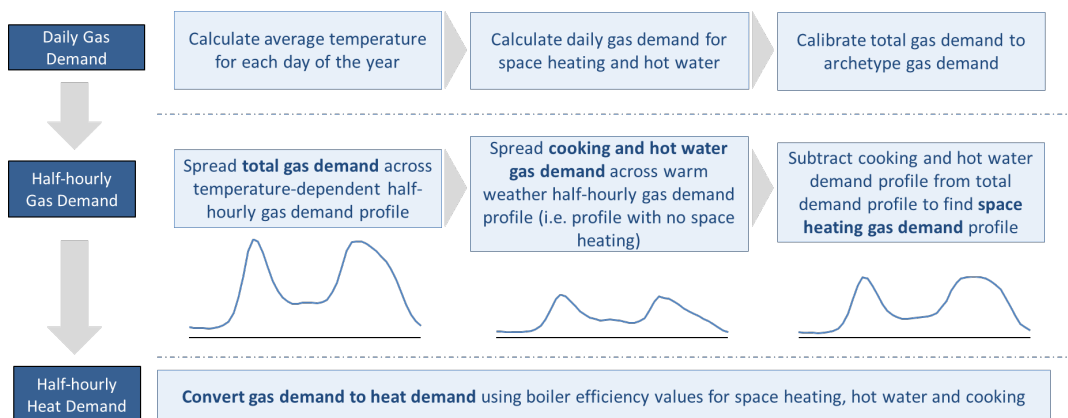 Daily Gas
Demand
Calculate average temperature
for each day of the year
Calculate daily gas demand for
space heating and hot water
Calibrate total gas demand to
archetype gas demand
Half-hourly
Gas Demand
Spread total gas demand across
temperature-dependent half-
hourly gas demand profile
Spread cooking and hot water
gas demand across warm
weather half-hourly gas demand
profile (i.e. profile with no space
heating)
Subtract cooking and hot water
demand profile from total
demand profile to find space
heating gas demand profile
Half-hourly
Heat Demand
Convert gas demand to heat demand using boiler efficiency values for space heating, hot water and cooking